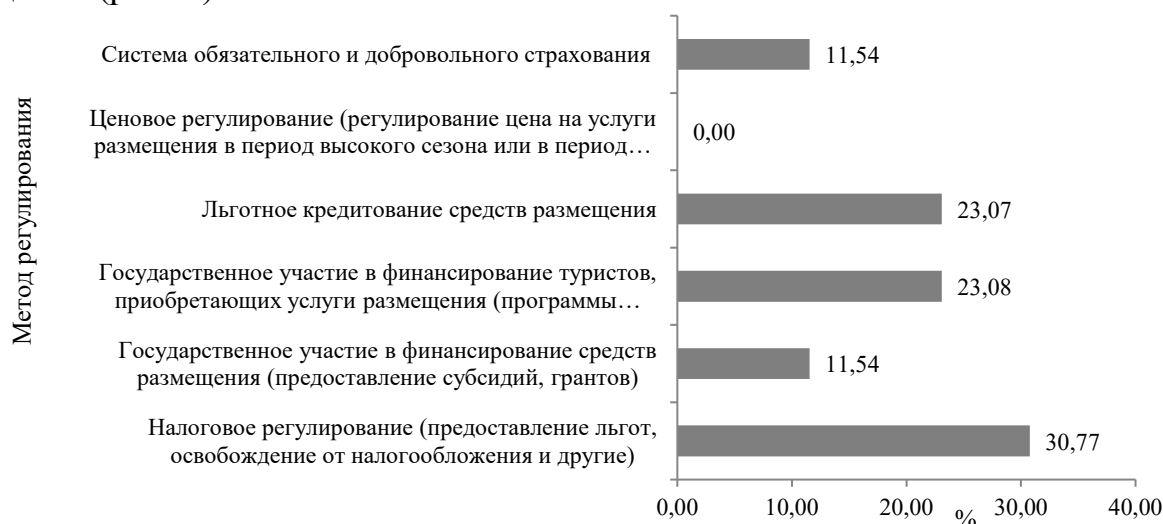 Система обязательного и добровольного страхования
11,54
Ценовое регулирование (регулирование цена на услуги
размещения в период высокого сезона или в период…
0,00
Льготное кредитование средств размещения
23,07
Государственное участие в финансирование туристов,
приобретающих услуги размещения (программы…
23,08
Государственное участие в финансирование средств
размещения (предоставление субсидий, грантов)
11,54
Налоговое регулирование (предоставление льгот,
освобождение от налогообложения и другие)
30,77
Метод регулирования
0,00 10,00 20,00 30,00 40,00
%